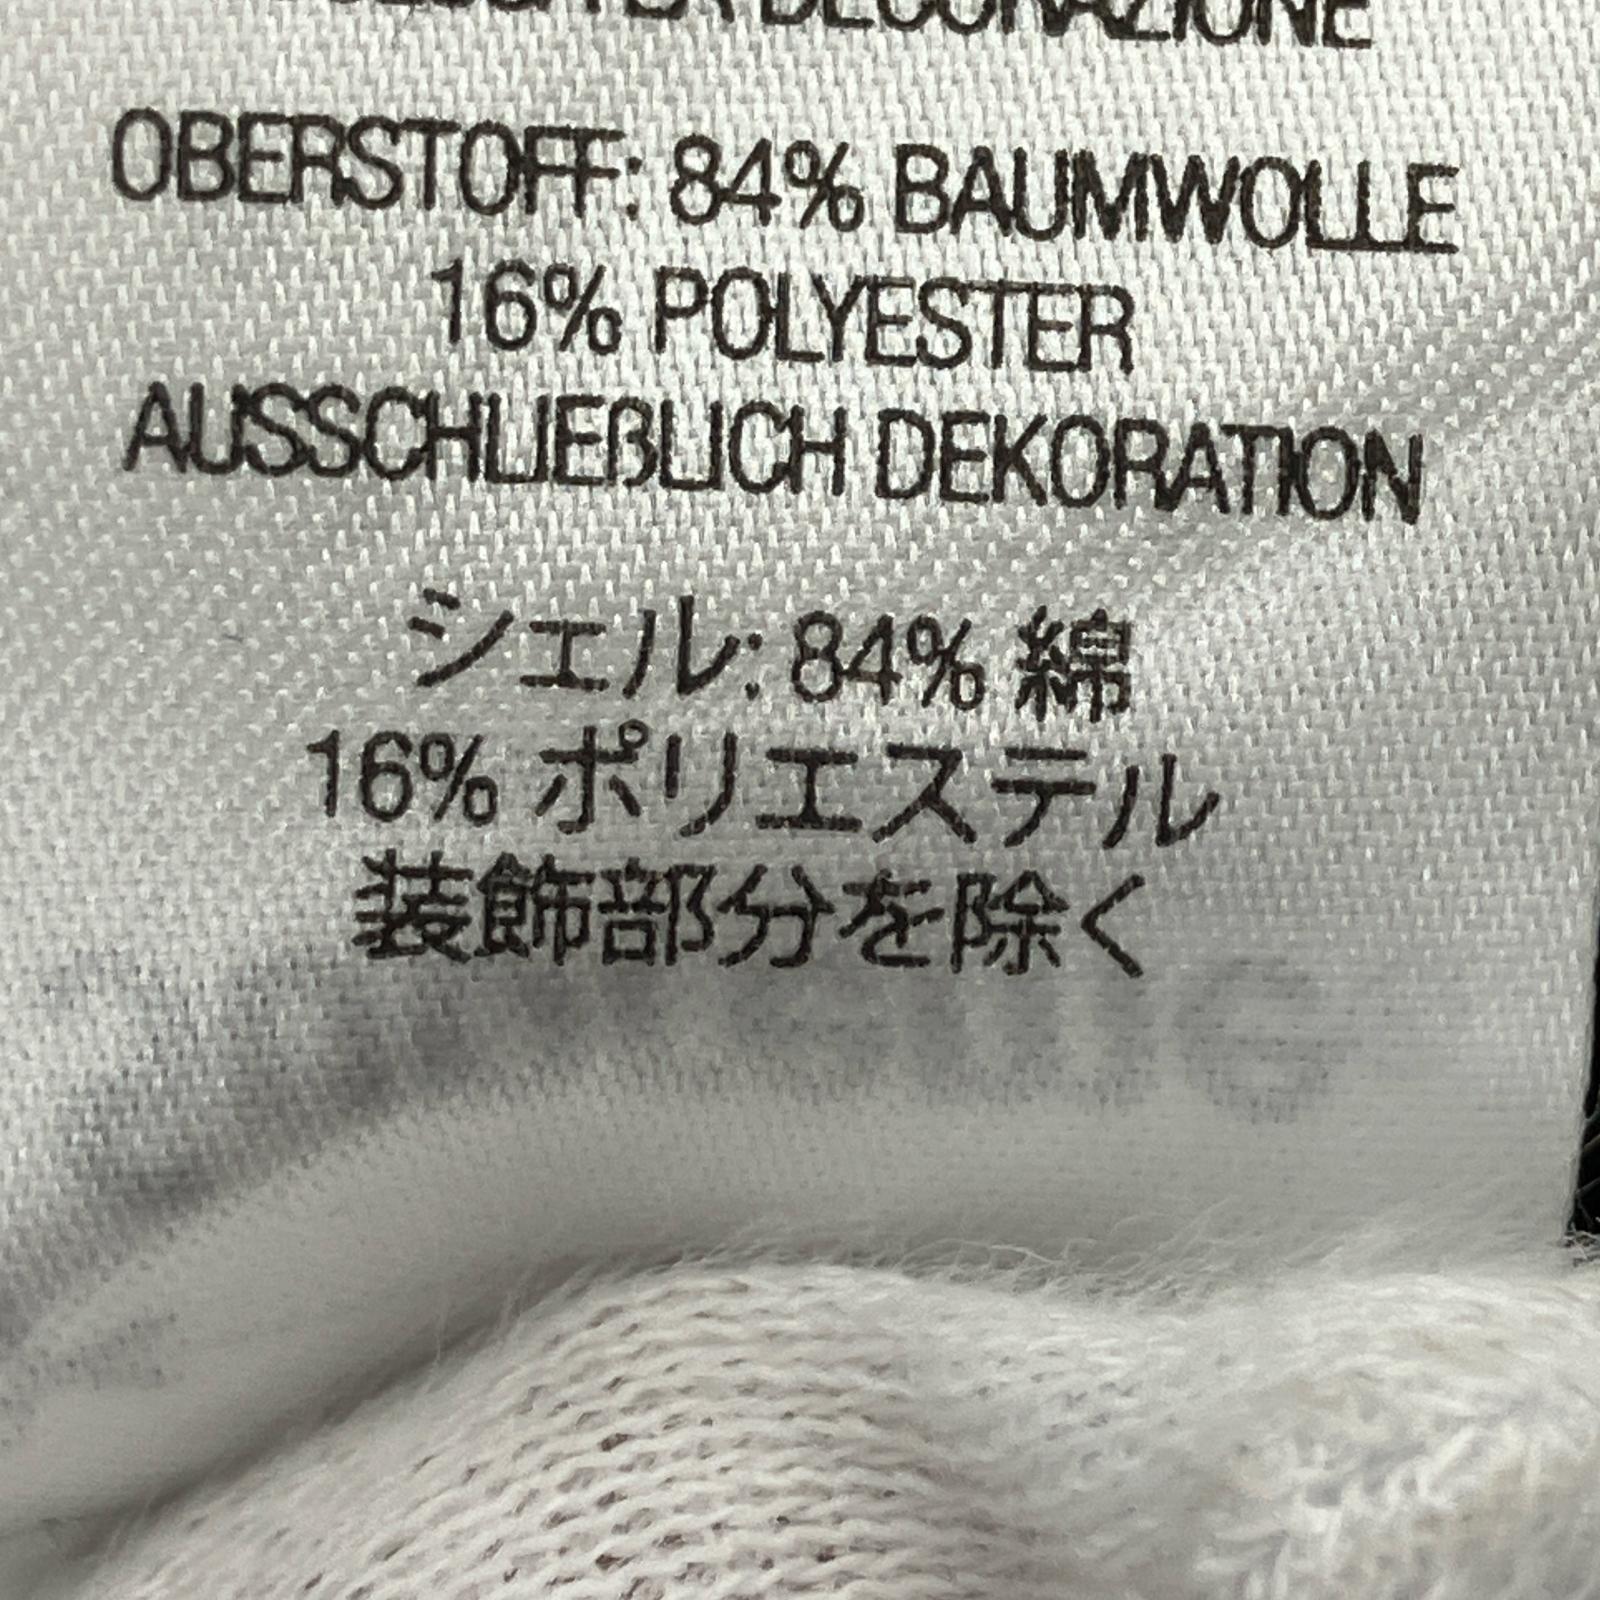 DECORAZIONE
OBERSTOFF: 84% BAUMWOLLE
16% POLYESTER
AUSSCHLIEßLICH DEKORATION
シェル: 84% 綿
16% ポリエステル
装飾部分を除く